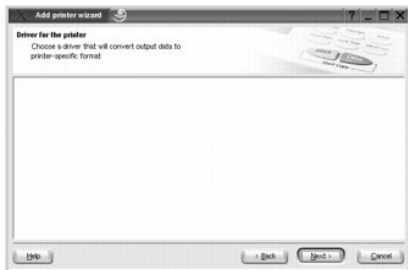 Add printer wizard
Driver for the printer
Choose a driver that will convert output data to
printer-specific format
Help
< Back
Next >
Cancel